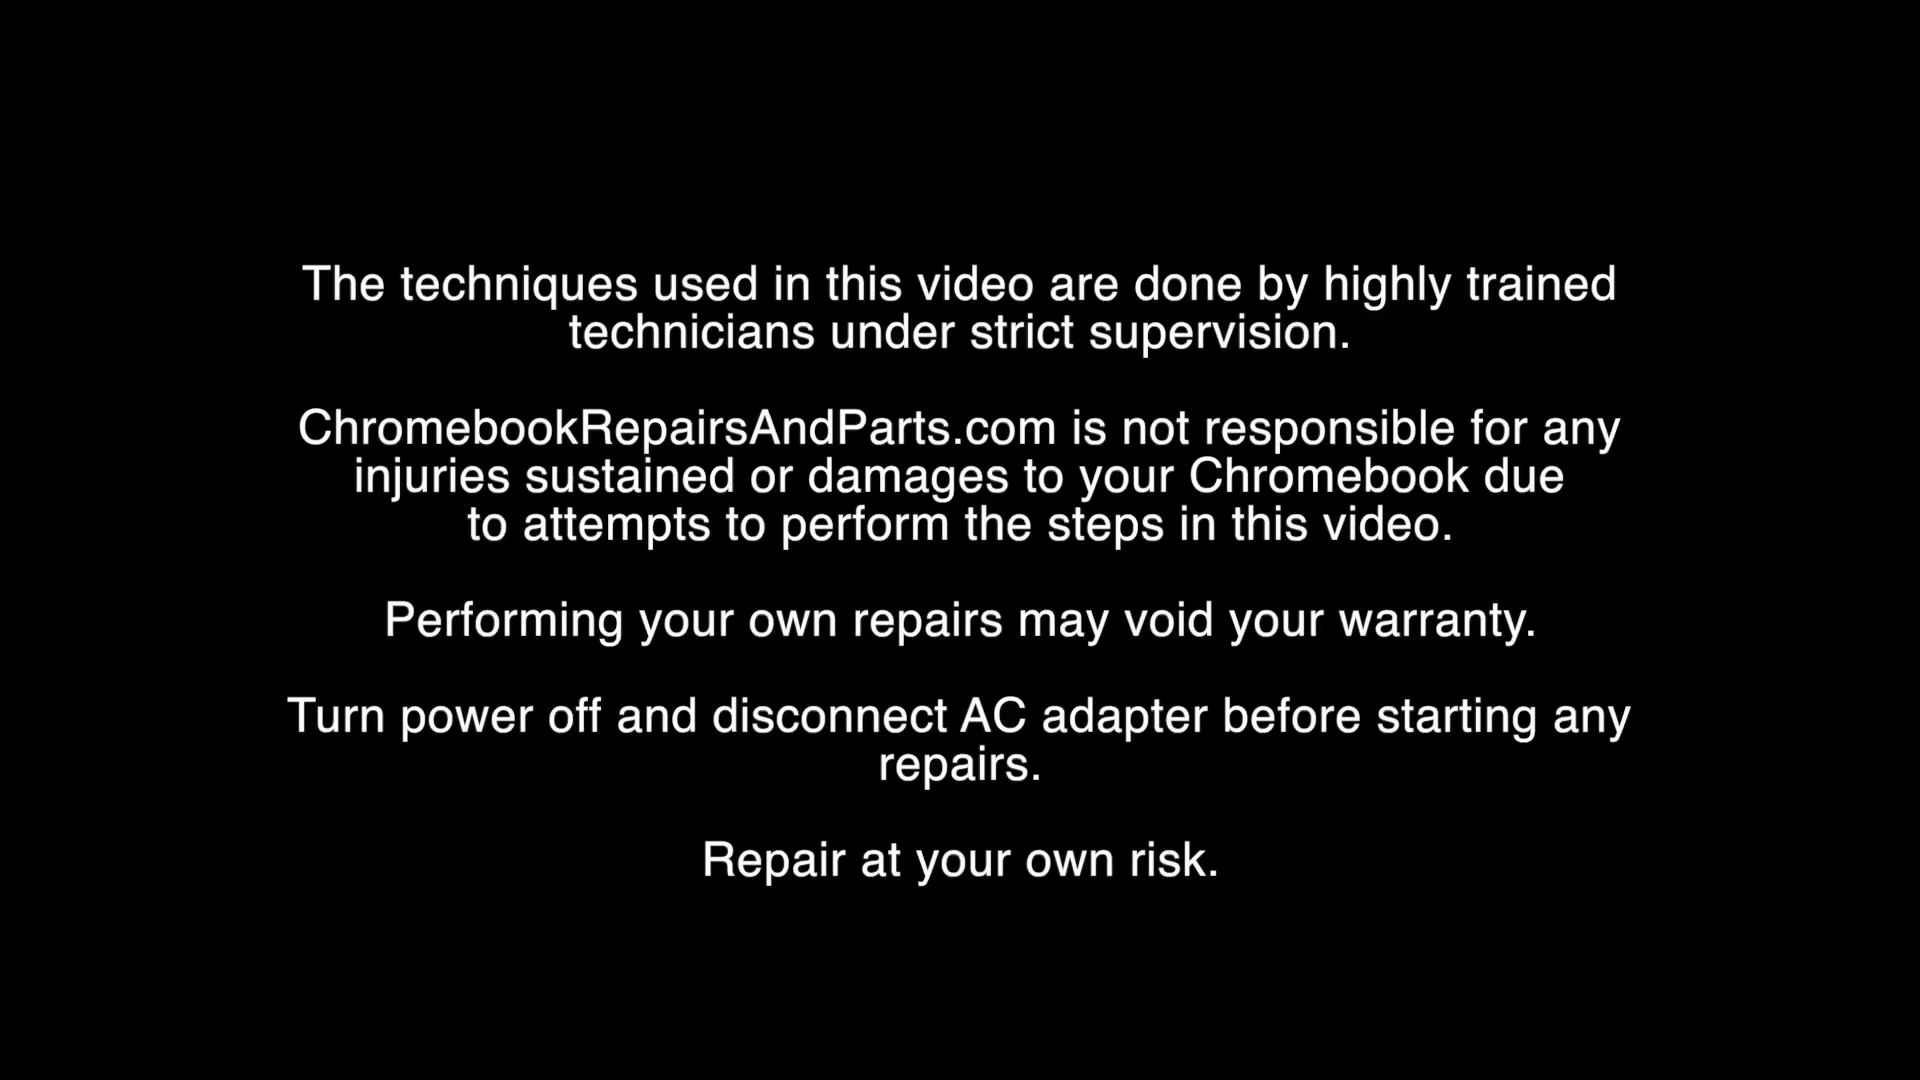 The techniques used in this video are done by highly trained
technicians under strict supervision.
ChromebookRepairsAndParts.com is not responsible for any
injuries sustained or damages to your Chromebook due
to attempts to perform the steps in this video.
Performing your own repairs may void your warranty.
Turn power off and disconnect AC adapter before starting any
repairs.
Repair at your own risk.